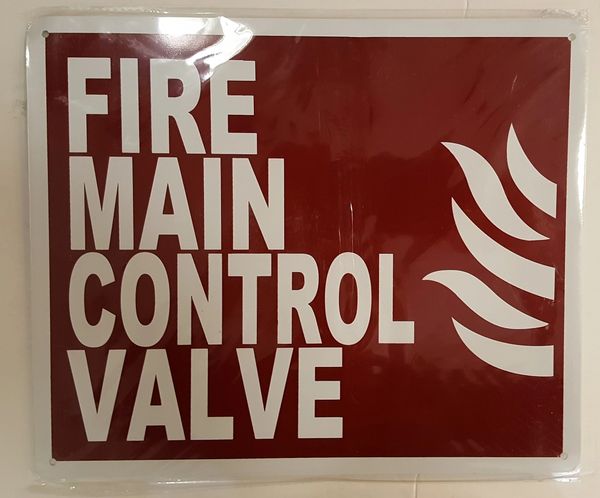 FIRE
MAIN
CONTROL
VALVE